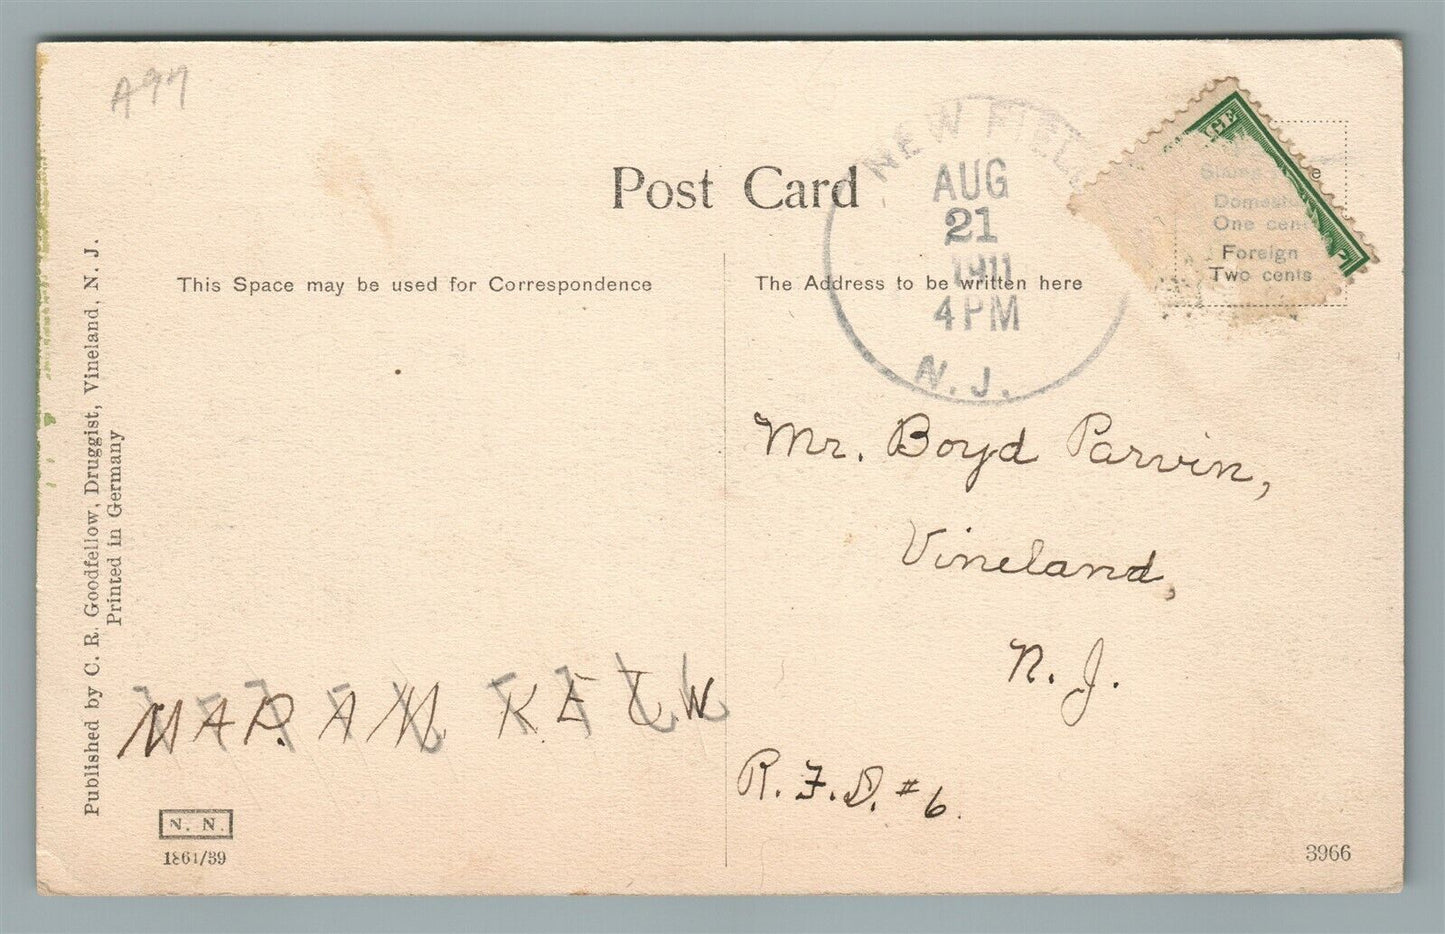 A97
Post Card
NEWFIELD
AUG
21
1911
4PM
N.J.
This Space may be used for Correspondence
The Address to be written here
Domestic
One cent
Foreign
Two cents
Published by C. R. Goodfellow, Druggist, Vineland, N. J.
Printed in Germany
Mr. Boyd Parvin,
Vineland,
N. J.
R. F. D. #6.
N. N.
1861/39
3966